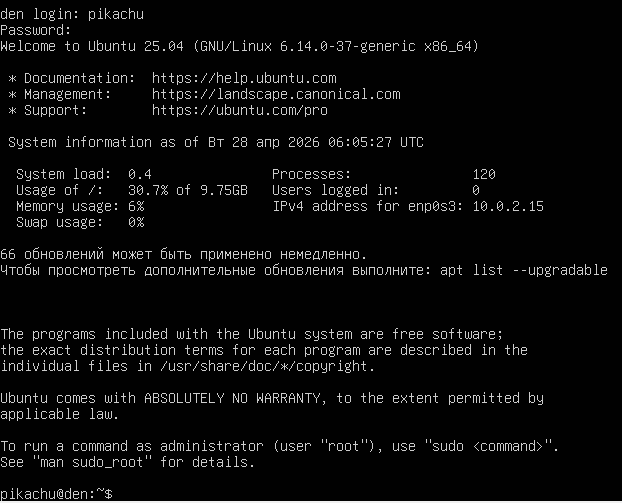 den login: pikachu
Password:
Welcome to Ubuntu 25.04 (GNU/Linux 6.14.0-37-generic x86_64)
* Documentation:  https://help.ubuntu.com
* Management:     https://landscape.canonical.com
* Support:        https://ubuntu.com/pro
System information as of Вт 28 апр 2026 06:05:27 UTC
System load:  0.4               Processes:               120
Usage of /:   30.7% of 9.75GB   Users logged in:         0
Memory usage: 6%                IPv4 address for enp0s3: 10.0.2.15
Swap usage:   0%
66 обновлений может быть применено немедленно.
Чтобы просмотреть дополнительные обновления выполните: apt list --upgradable
The programs included with the Ubuntu system are free software;
the exact distribution terms for each program are described in the
individual files in /usr/share/doc/*/copyright.
Ubuntu comes with ABSOLUTELY NO WARRANTY, to the extent permitted by
applicable law.
To run a command as administrator (user "root"), use "sudo <command>".
See "man sudo_root" for details.
pikachu@den:~$